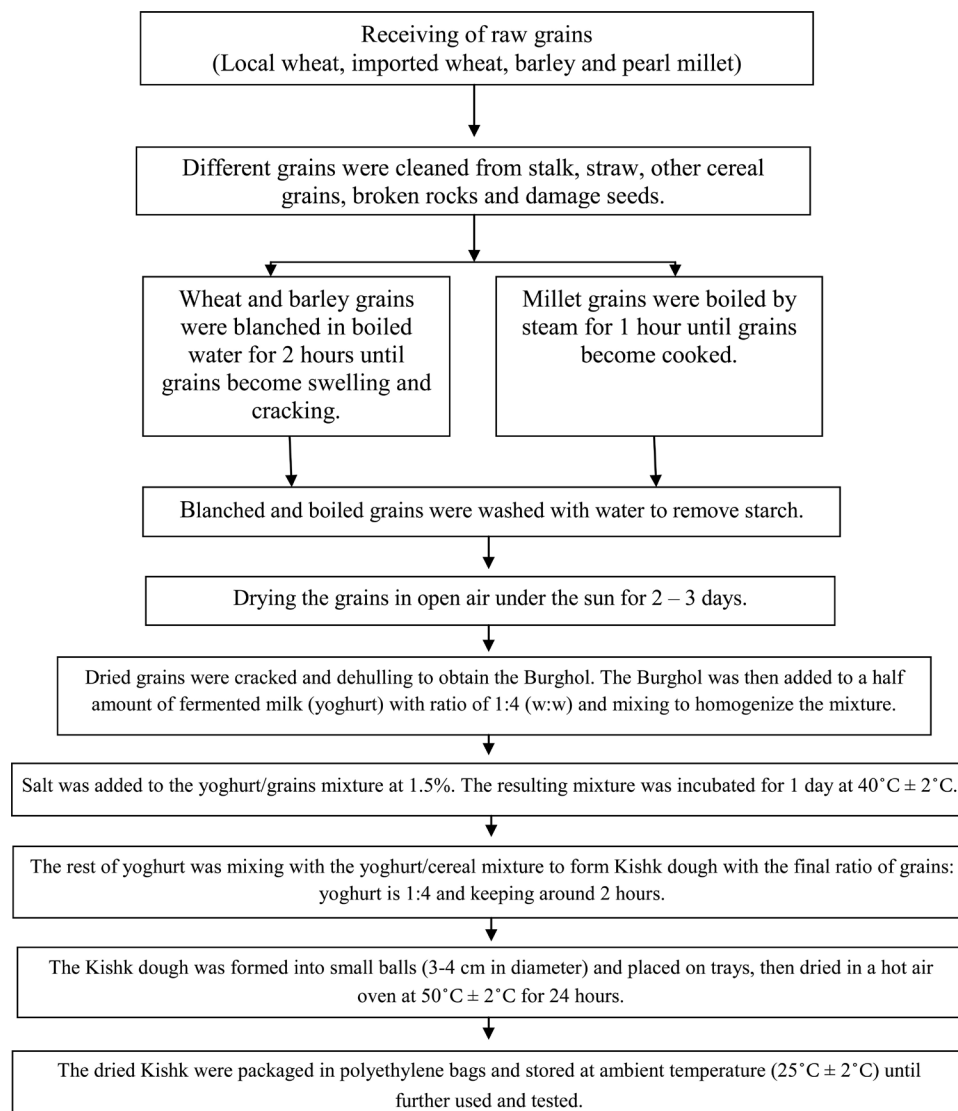 Receiving of raw grains
(Local wheat, imported wheat, barley and pearl millet)
Different grains were cleaned from stalk, straw, other cereal
grains, broken rocks and damage seeds.
Wheat and barley grains
were blanched in boiled
water for 2 hours until
grains become swelling and
cracking.
Millet grains were boiled by
steam for 1 hour until grains
become cooked.
Blanched and boiled grains were washed with water to remove starch.
Drying the grains in open air under the sun for 2 – 3 days.
Dried grains were cracked and dehulling to obtain the Burghol. The Burghol was then added to a half
amount of fermented milk (yoghurt) with ratio of 1:4 (w:w) and mixing to homogenize the mixture.
Salt was added to the yoghurt/grains mixture at 1.5%. The resulting mixture was incubated for 1 day at 40˚C ± 2˚C.
The rest of yoghurt was mixing with the yoghurt/cereal mixture to form Kishk dough with the final ratio of grains:
yoghurt is 1:4 and keeping around 2 hours.
The Kishk dough was formed into small balls (3-4 cm in diameter) and placed on trays, then dried in a hot air
oven at 50˚C ± 2˚C for 24 hours.
The dried Kishk were packaged in polyethylene bags and stored at ambient temperature (25˚C ± 2˚C) until
further used and tested.